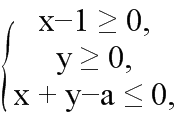 x–1 ≥ 0,
y ≥ 0,
x + y–a ≤ 0,